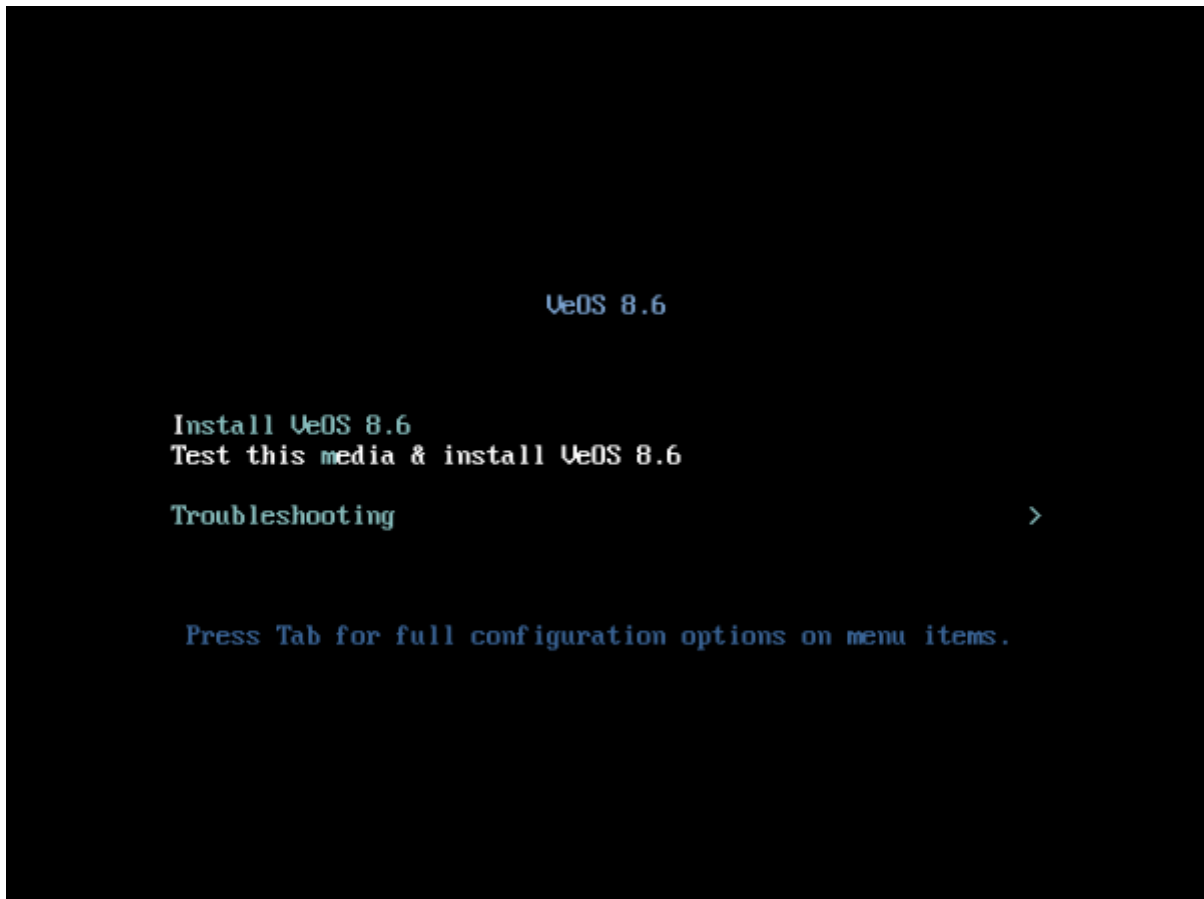 VeOS 8.6
Install VeOS 8.6
Test this media & install VeOS 8.6
Troubleshooting >
Press Tab for full configuration options on menu items.